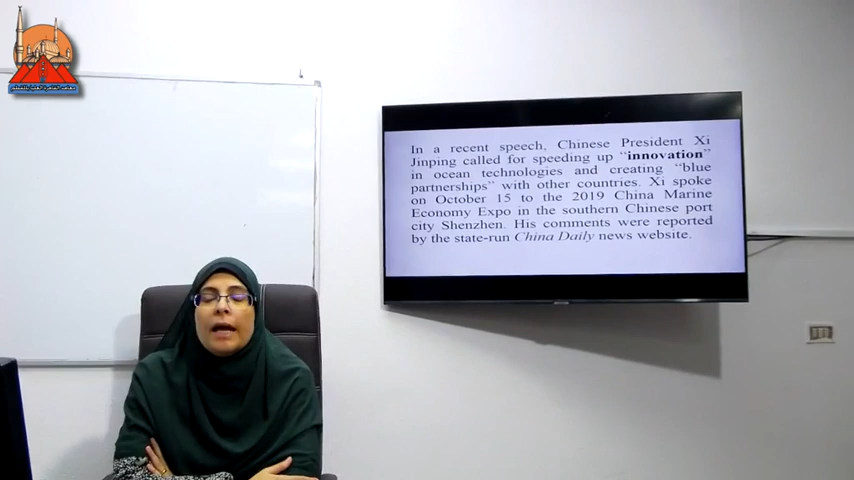 In a recent speech, Chinese President Xi
Jinping called for speeding up “innovation”
in ocean technologies and creating “blue
partnerships” with other countries. Xi spoke
on October 15 to the 2019 China Marine
Economy Expo in the southern Chinese port
city Shenzhen. His comments were reported
by the state-run China Daily news website.